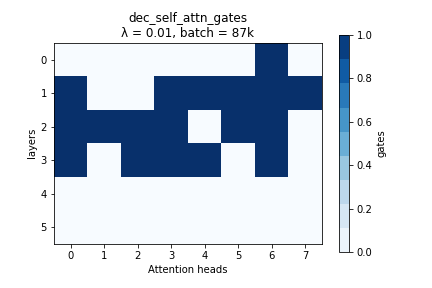 dec_self_attn_gates
λ = 0.01, batch = 87k
layers
0
1
2
3
4
5
0 1 2 3 4 5 6 7
Attention heads
1.0
0.8
0.6
0.4
0.2
0.0
gates